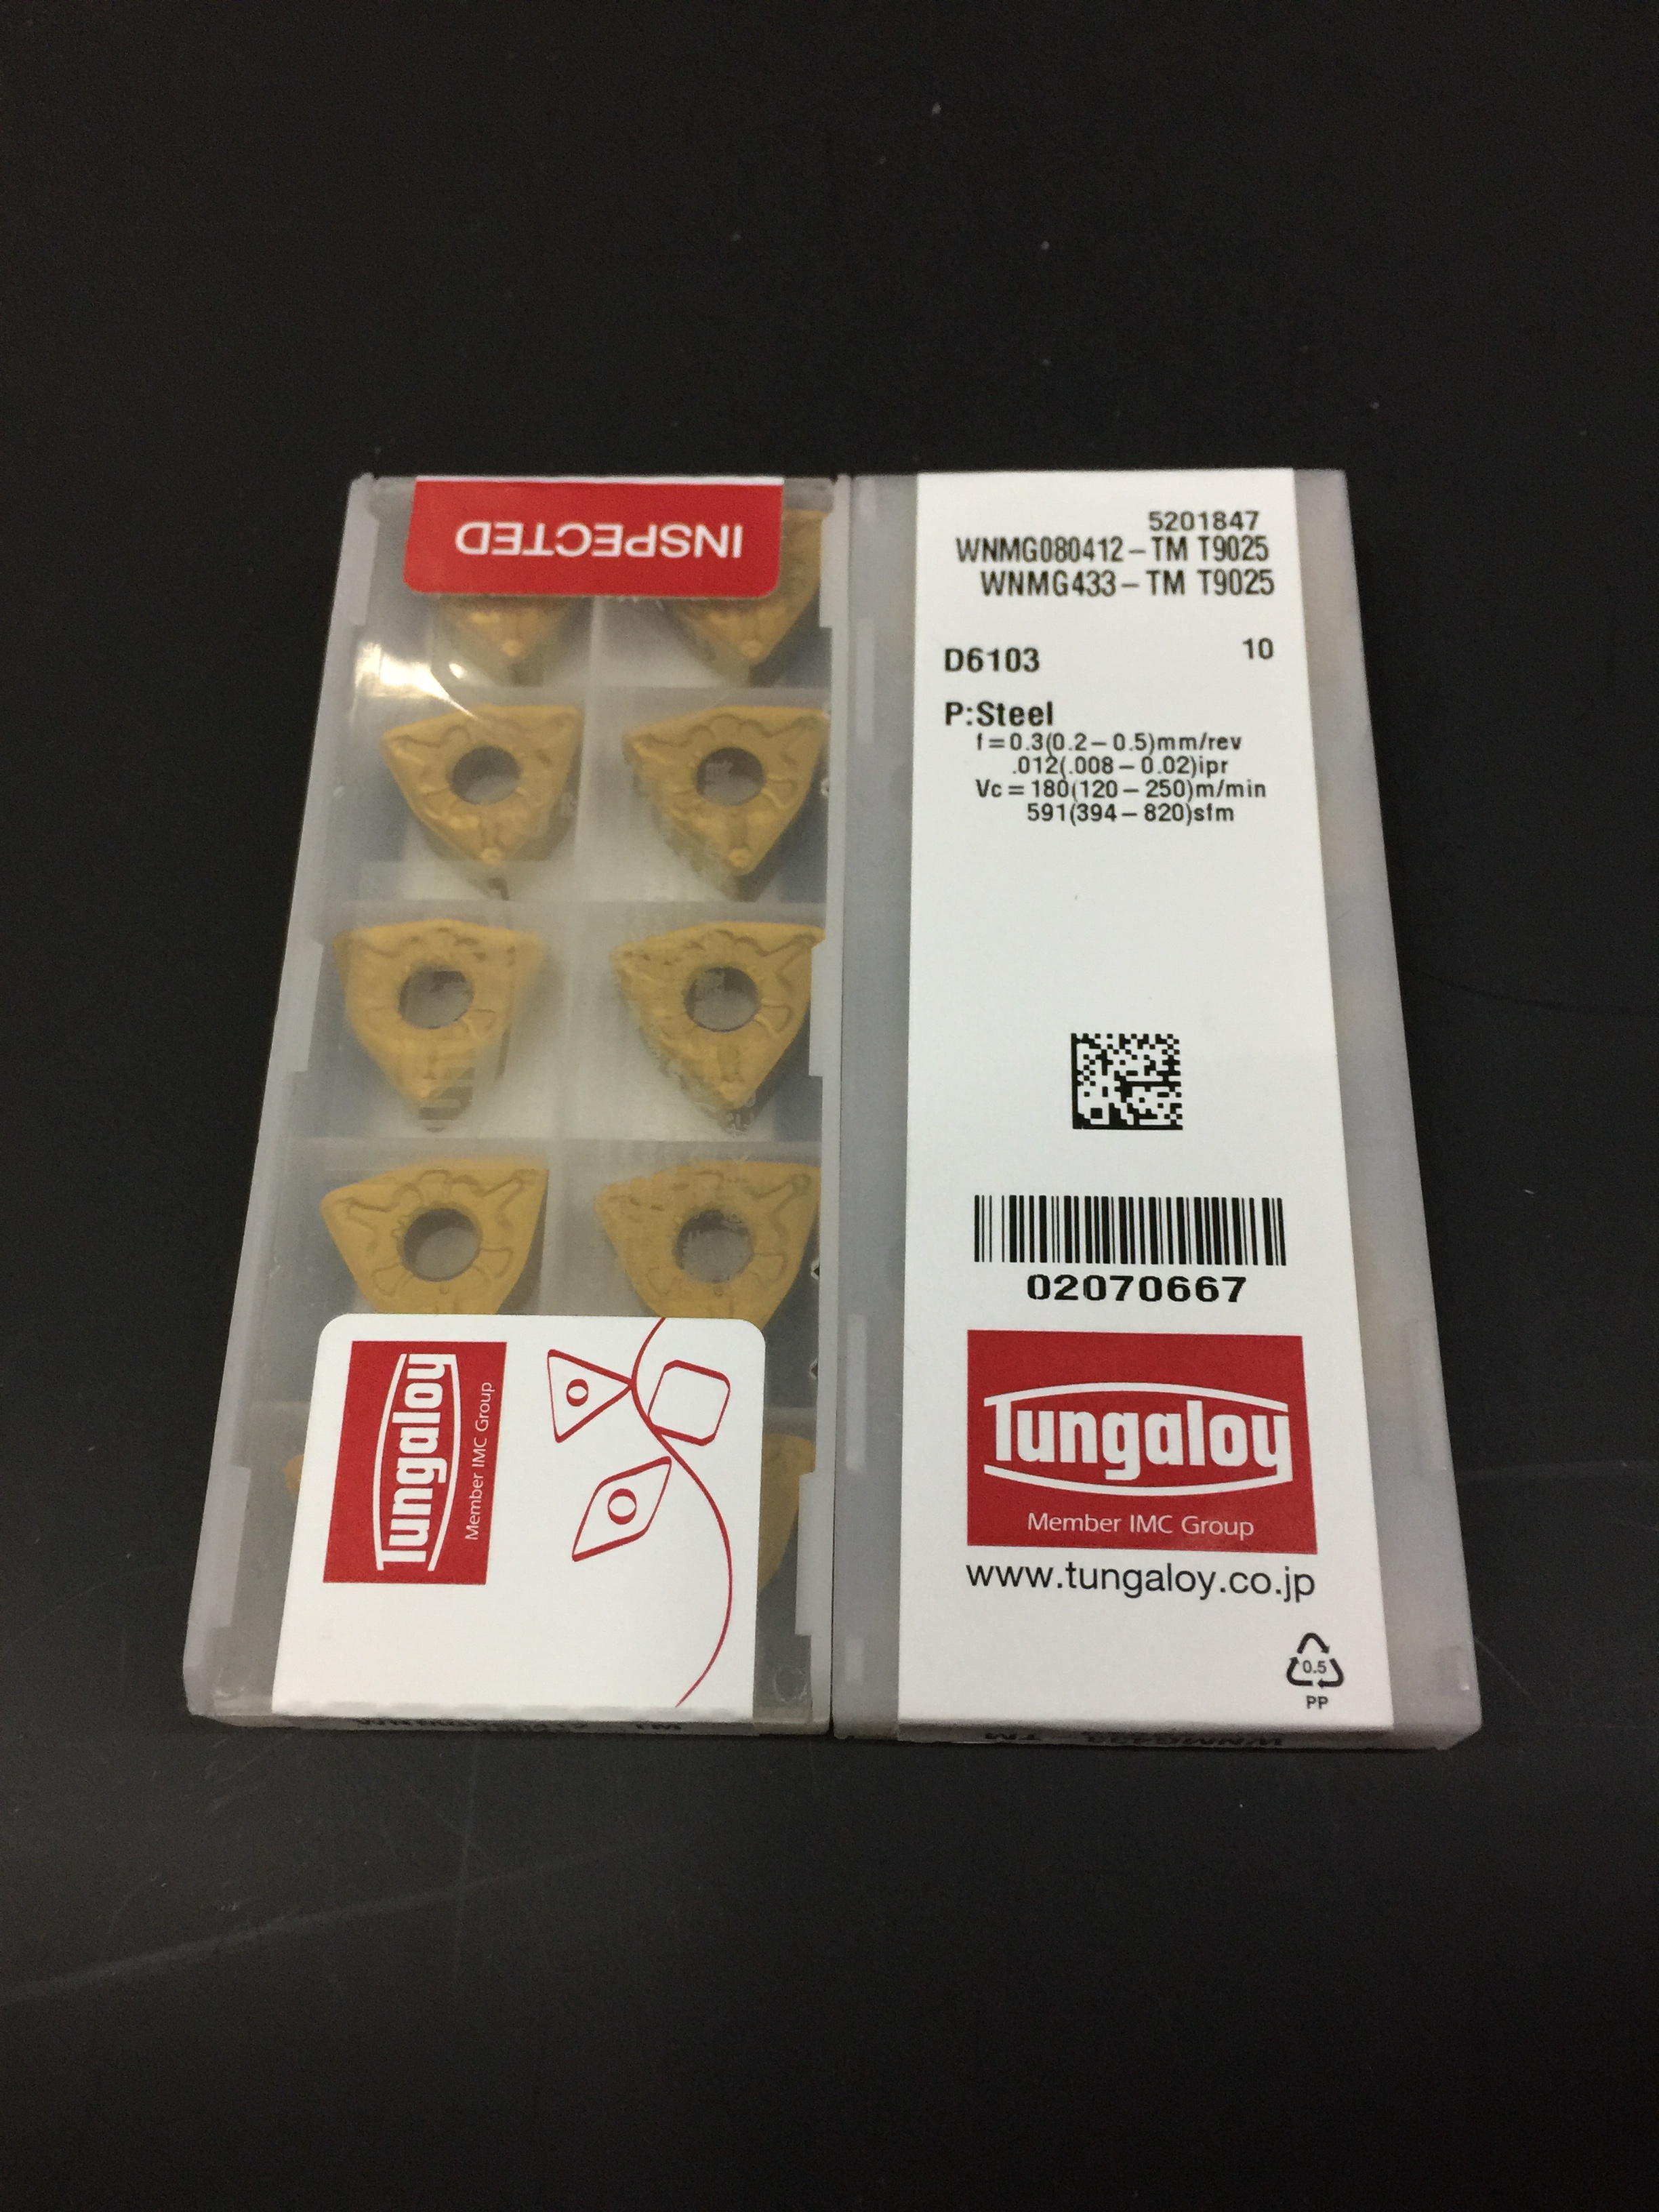 INSPECTED
Tungaloy
Member IMC Group
5201847
WNMG080412-TM T9025
WNMG433-TM T9025
D6103 10
P:Steel
f=0.3(0.2-0.5)mm/rev
.012(.008-0.02)ipr
Vc=180(120-250)m/min
591(394-820)sfm
02070667
Tungaloy
Member IMC Group
www.tungaloy.co.jp
0.5
PP
WNMG433-TM